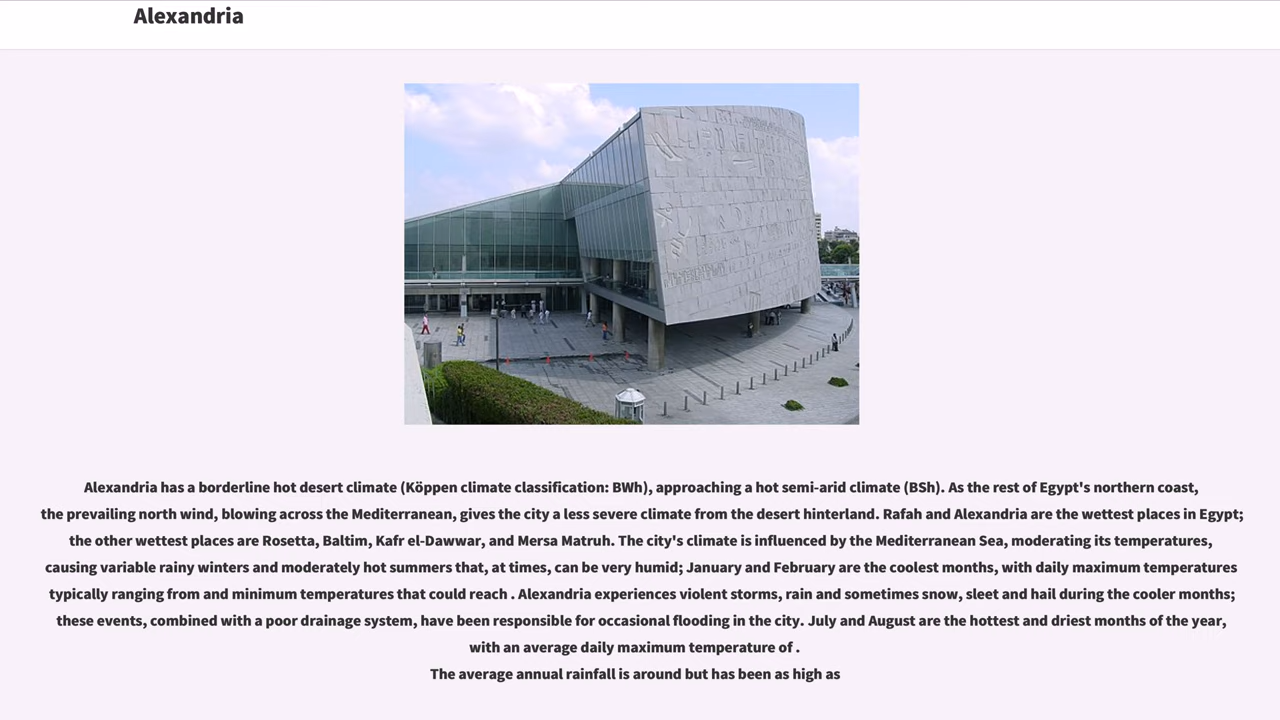 Alexandria
Alexandria has a borderline hot desert climate (Köppen climate classification: BWh), approaching a hot semi-arid climate (BSh). As the rest of Egypt's northern coast,
the prevailing north wind, blowing across the Mediterranean, gives the city a less severe climate from the desert hinterland. Rafah and Alexandria are the wettest places in Egypt;
the other wettest places are Rosetta, Baltim, Kafr el-Dawwar, and Mersa Matruh. The city's climate is influenced by the Mediterranean Sea, moderating its temperatures,
causing variable rainy winters and moderately hot summers that, at times, can be very humid; January and February are the coolest months, with daily maximum temperatures
typically ranging from and minimum temperatures that could reach . Alexandria experiences violent storms, rain and sometimes snow, sleet and hail during the cooler months;
these events, combined with a poor drainage system, have been responsible for occasional flooding in the city. July and August are the hottest and driest months of the year,
with an average daily maximum temperature of .
The average annual rainfall is around but has been as high as